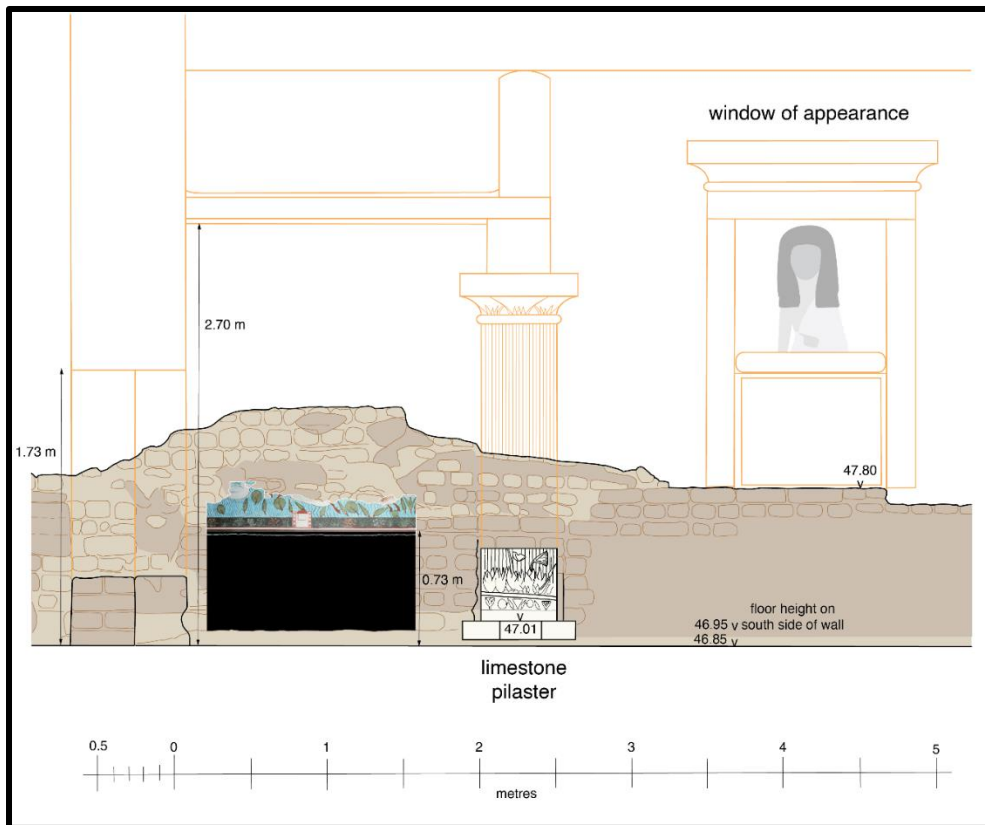 window of appearance
2.70 m
1.73 m
47.80
0.73 m
floor height on
46.95 v south side of wall
46.85 v
47.01
limestone
pilaster
0.5 0 1 2 3 4 5
metres